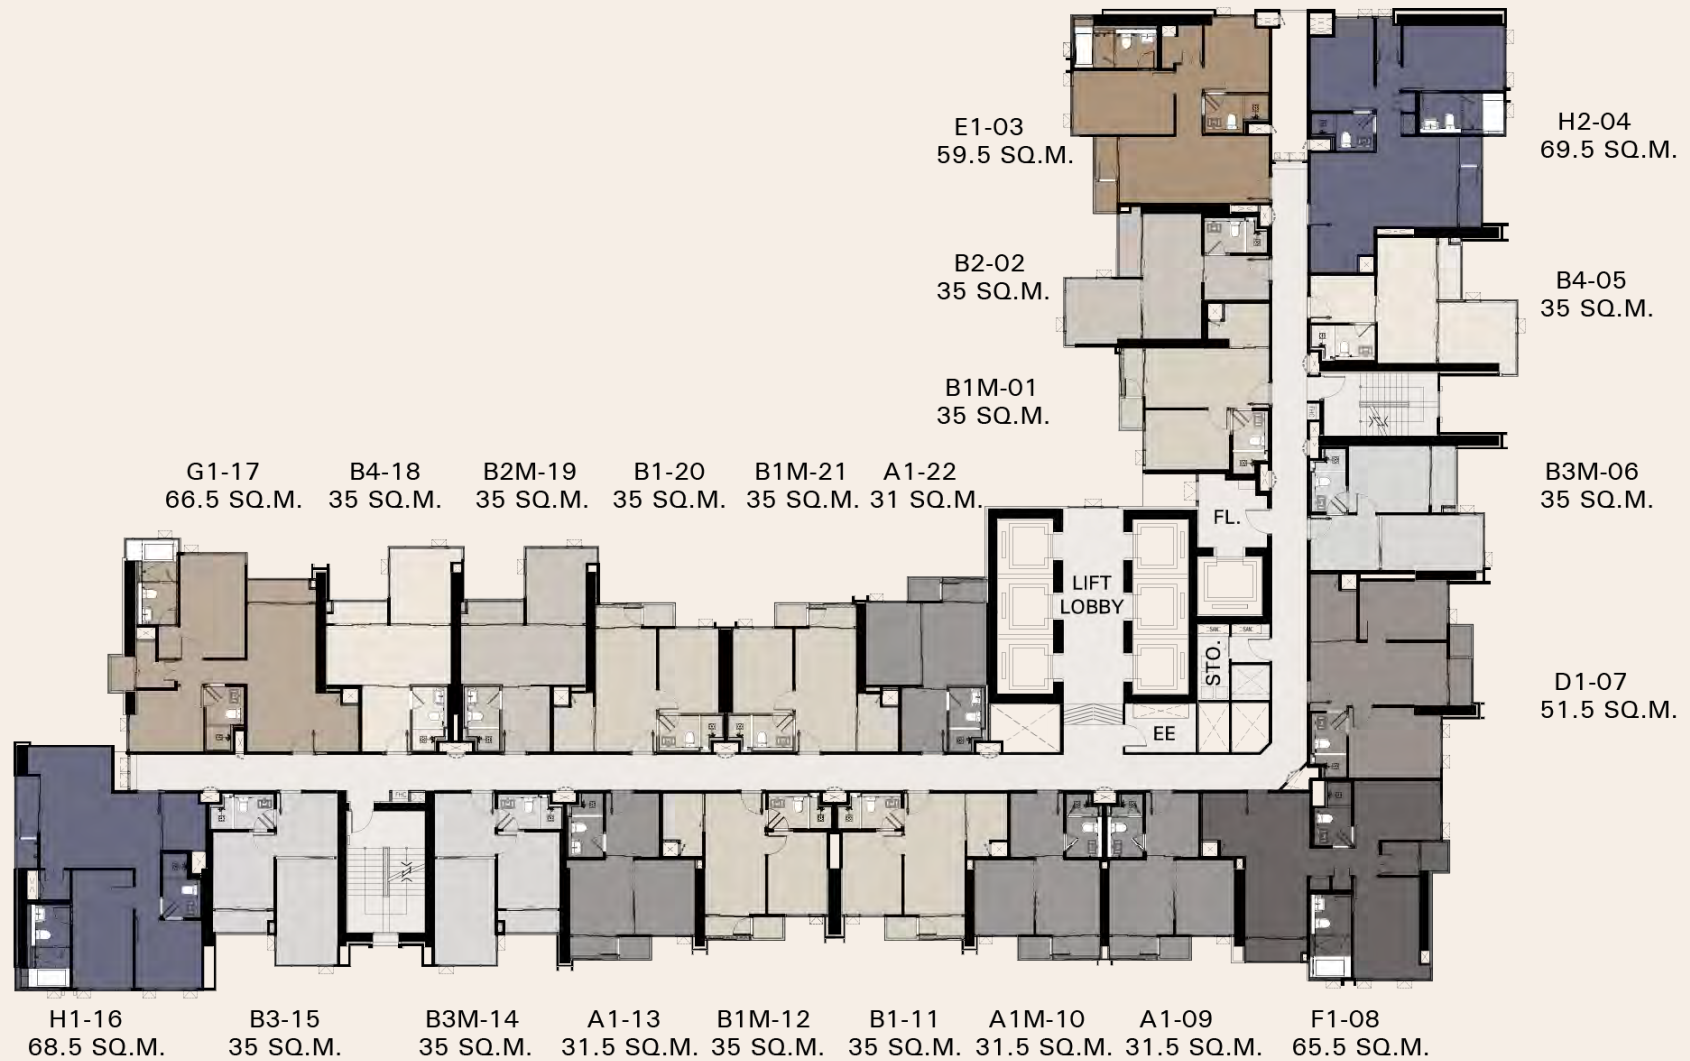 E1-03
59.5 SQ.M.
H2-04
69.5 SQ.M.
B2-02
35 SQ.M.
B4-05
35 SQ.M.
B1M-01
35 SQ.M.
G1-17
66.5 SQ.M.
B4-18
35 SQ.M.
B2M-19
35 SQ.M.
B1-20
35 SQ.M.
B1M-21
35 SQ.M.
A1-22
31 SQ.M.
B3M-06
35 SQ.M.
FL.
LIFT
LOBBY
STO.
EE
D1-07
51.5 SQ.M.
FHC
H1-16
68.5 SQ.M.
B3-15
35 SQ.M.
B3M-14
35 SQ.M.
A1-13
31.5 SQ.M.
B1M-12
35 SQ.M.
B1-11
35 SQ.M.
A1M-10
31.5 SQ.M.
A1-09
31.5 SQ.M.
F1-08
65.5 SQ.M.